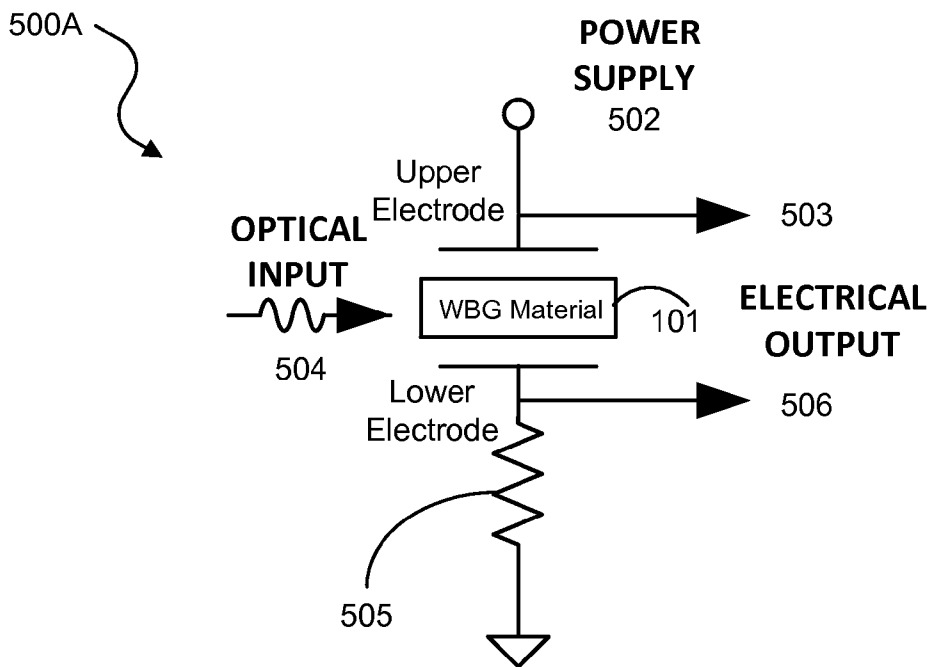 500A
POWER
SUPPLY
502
Upper
Electrode
503
OPTICAL
INPUT
504
WBG Material
101
ELECTRICAL
OUTPUT
506
Lower
Electrode
505